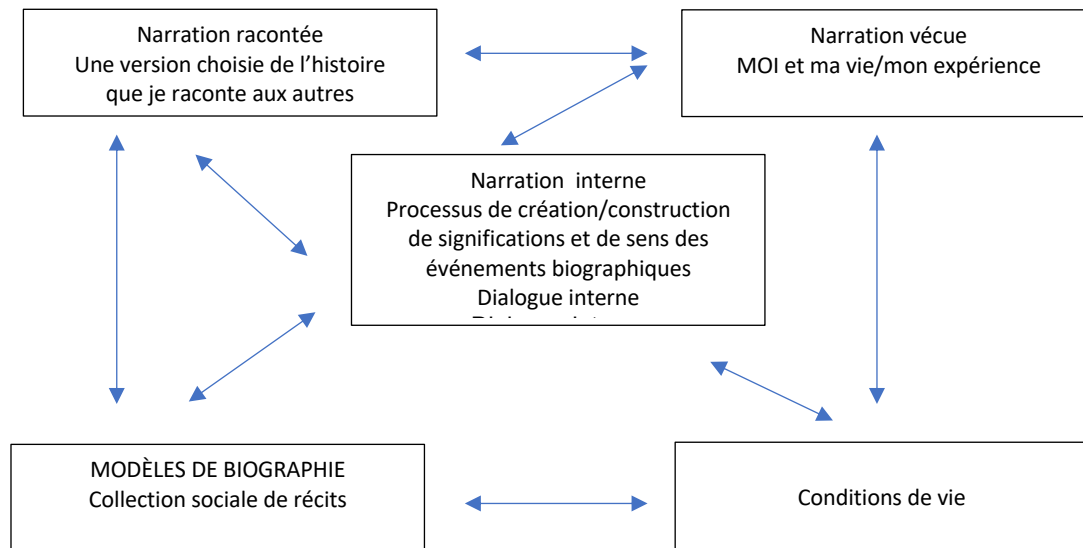 Narration racontée
Une version choisie de l’histoire
que je raconte aux autres
Narration vécue
MOI et ma vie/mon expérience
Narration interne
Processus de création/construction
de significations et de sens des
événements biographiques
Dialogue interne
MODÈLES DE BIOGRAPHIE
Collection sociale de récits
Conditions de vie